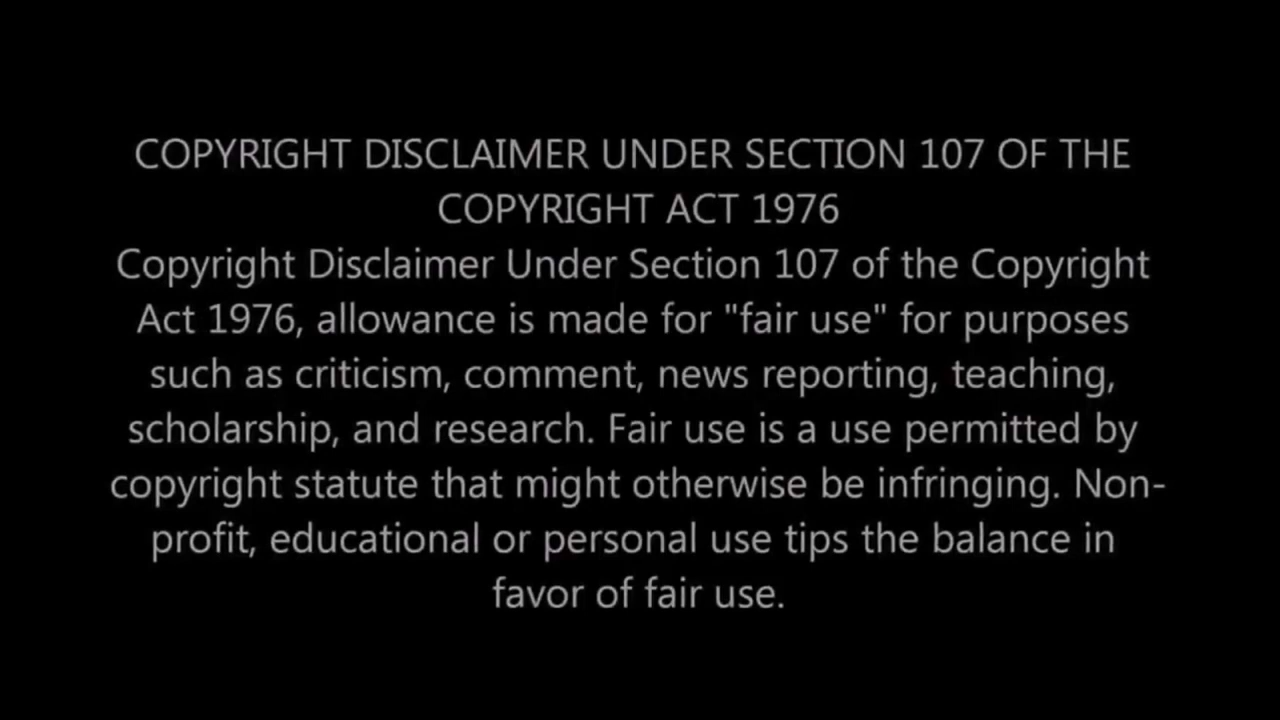 COPYRIGHT DISCLAIMER UNDER SECTION 107 OF THE
COPYRIGHT ACT 1976
Copyright Disclaimer Under Section 107 of the Copyright
Act 1976, allowance is made for "fair use" for purposes
such as criticism, comment, news reporting, teaching,
scholarship, and research. Fair use is a use permitted by
copyright statute that might otherwise be infringing. Non-
profit, educational or personal use tips the balance in
favor of fair use.